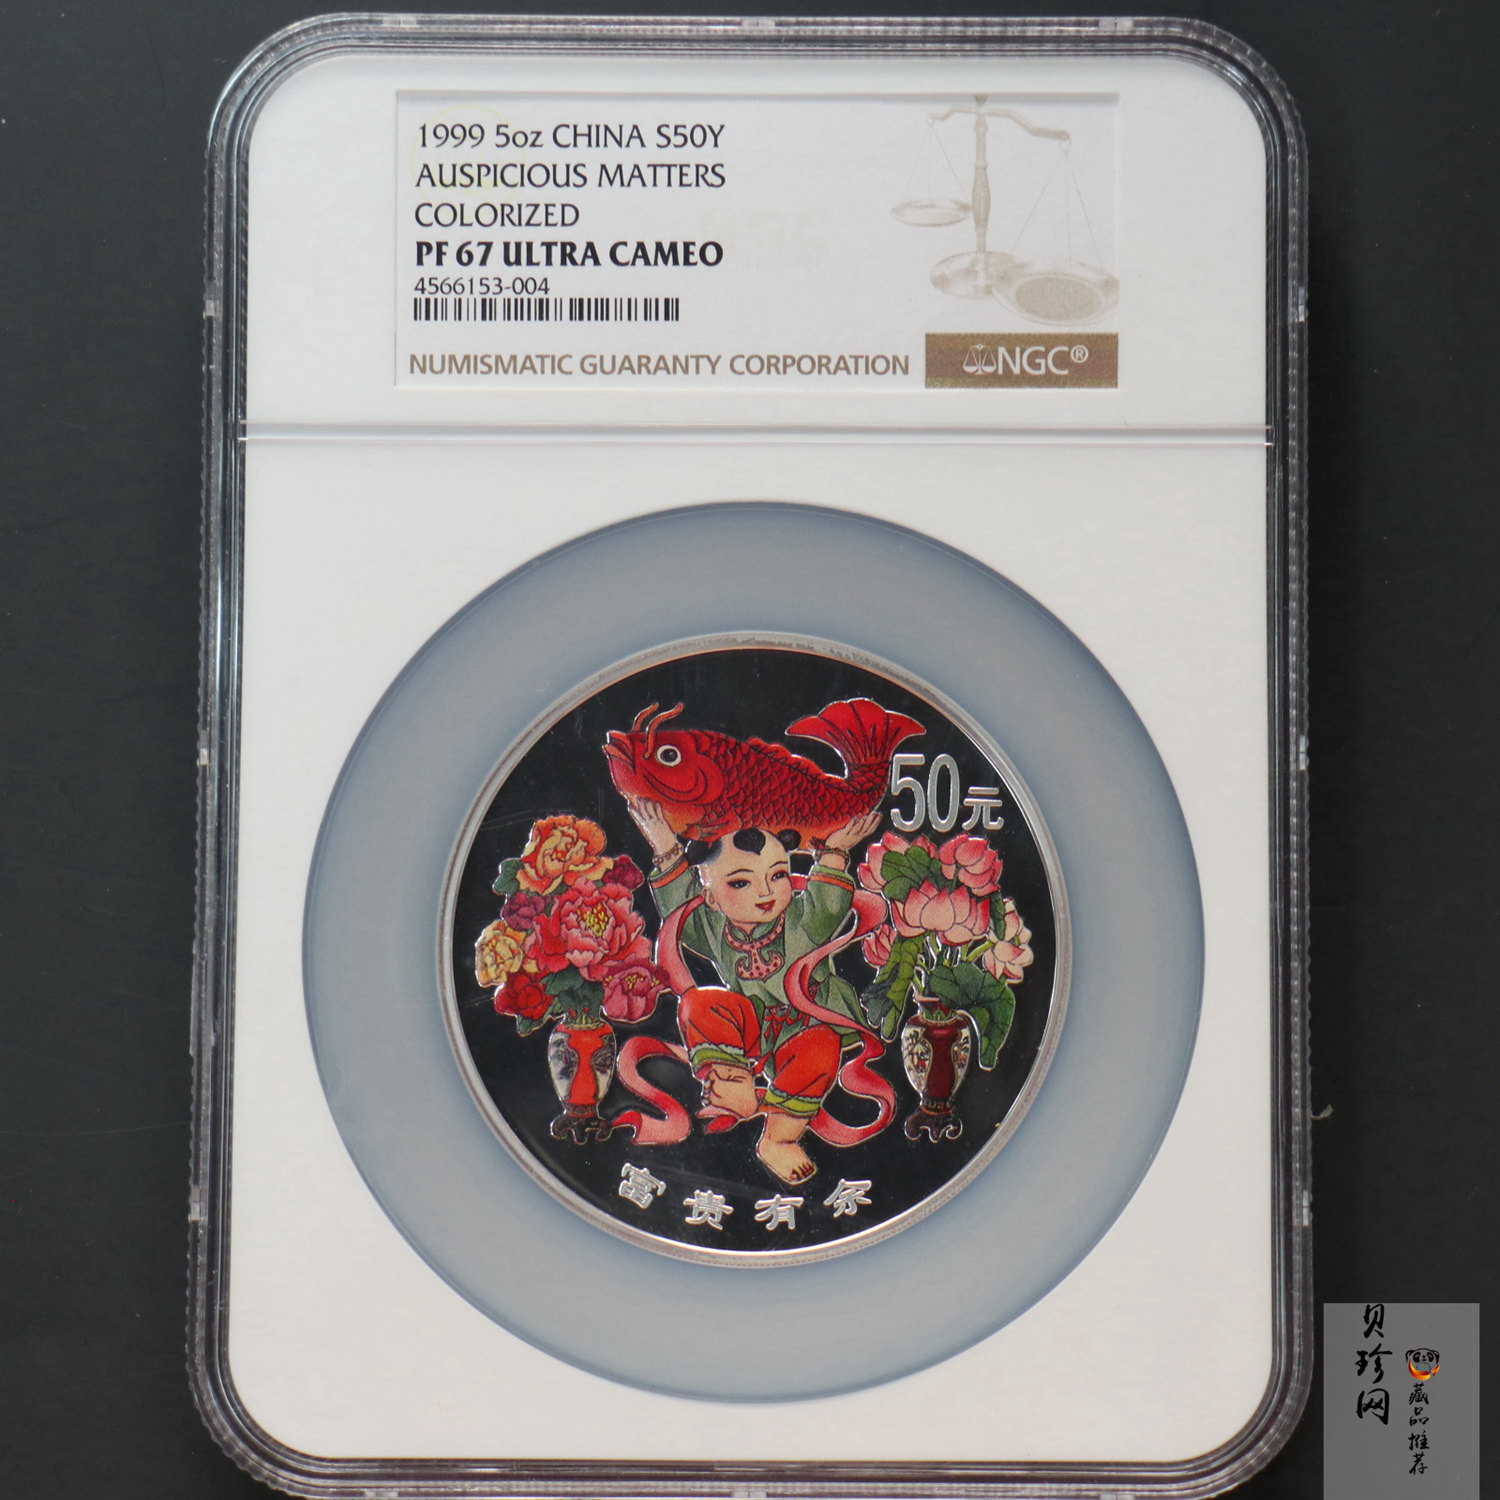 1999 5oz CHINA S50Y
AUSPICIOUS MATTERS
COLORIZED
PF 67 ULTRA CAMEO
4566153-004
NUMISMATIC GUARANTY CORPORATION
NGC®
50元
富贵有余
贝珍网
藏品推荐